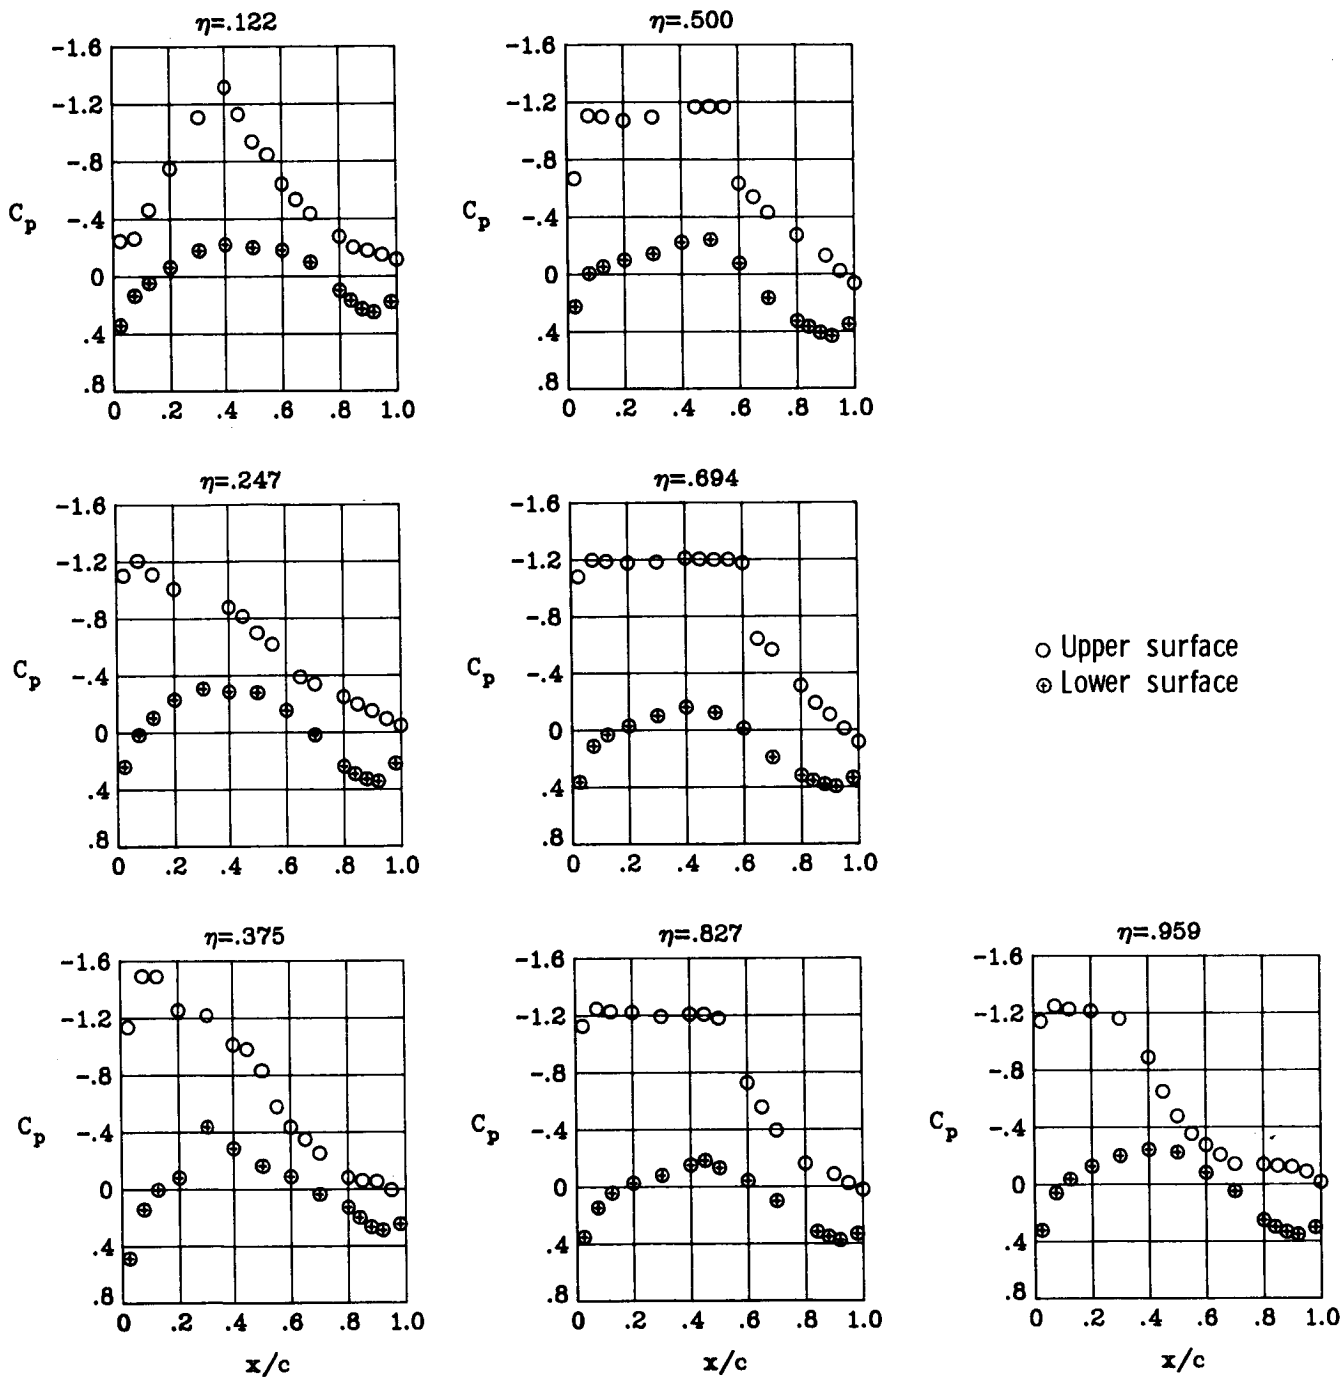 η=.122
-1.6
-1.2
-.8
-.4
0
.4
.8
C_p
0 .2 .4 .6 .8 1.0
η=.500
-1.6
-1.2
-.8
-.4
0
.4
.8
C_p
0 .2 .4 .6 .8 1.0
η=.247
-1.6
-1.2
-.8
-.4
0
.4
.8
C_p
0 .2 .4 .6 .8 1.0
η=.694
-1.6
-1.2
-.8
-.4
0
.4
.8
C_p
0 .2 .4 .6 .8 1.0
Upper surface
Lower surface
η=.375
-1.6
-1.2
-.8
-.4
0
.4
.8
C_p
0 .2 .4 .6 .8 1.0
x/c
η=.827
-1.6
-1.2
-.8
-.4
0
.4
.8
C_p
0 .2 .4 .6 .8 1.0
x/c
η=.959
-1.6
-1.2
-.8
-.4
0
.4
.8
C_p
0 .2 .4 .6 .8 1.0
x/c